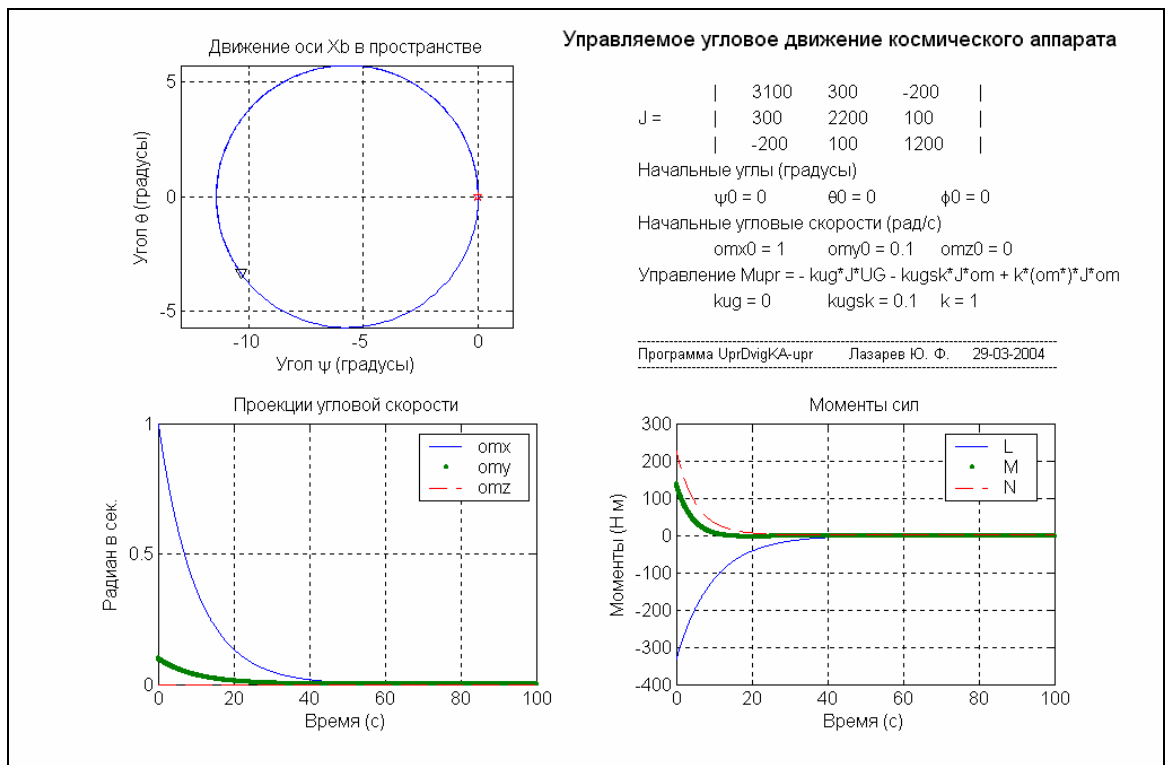 Управляемое угловое движение космического аппарата
Движение оси Xb в пространстве
5
0
-5
-10
-5
0
Угол θ (градусы)
Угол ψ (градусы)
| 3100 300 -200 |
J = | 300 2200 100 |
| -200 100 1200 |
Начальные углы (градусы)
ψ0 = 0 θ0 = 0 ϕ0 = 0
Начальные угловые скорости (рад/с)
omx0 = 1 omy0 = 0.1 omz0 = 0
Управление Mupr = - kug*J*UG - kugsk*J*om + k*(om*)*J*om
kug = 0 kugsk = 0.1 k = 1
Программа UprDvigKA-upr Лазарев Ю. Ф. 29-03-2004
Проекции угловой скорости
1
0.5
0
0 20 40 60 80 100
Радиан в сек.
Время (с)
omx
omy
omz
Моменты сил
300
200
100
0
-100
-200
-300
-400
0 20 40 60 80 100
Моменты (Н м)
Время (с)
L
M
N